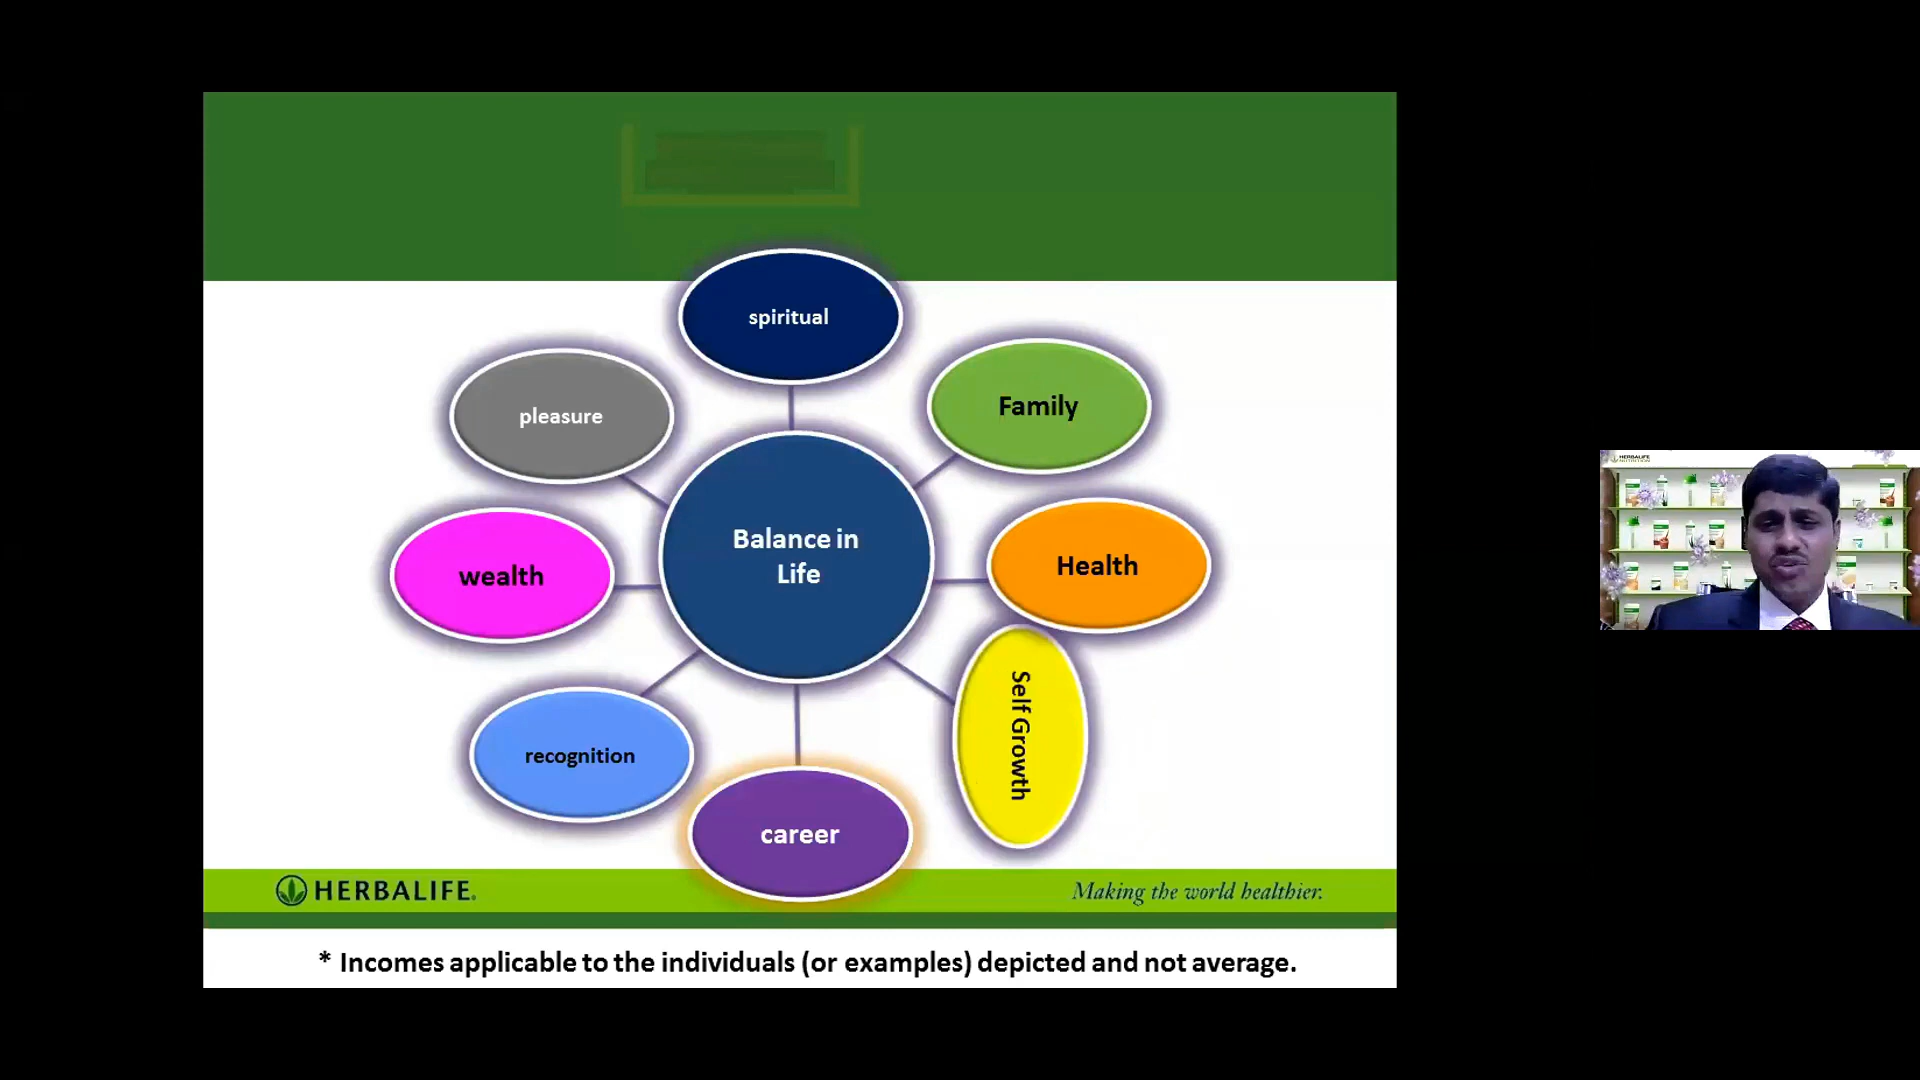 spiritual
Family
pleasure
Balance in
Life
Health
wealth
Self Growth
recognition
career
HERBALIFE
Making the world healthier.
* Incomes applicable to the individuals (or examples) depicted and not average.
HERBALIFE